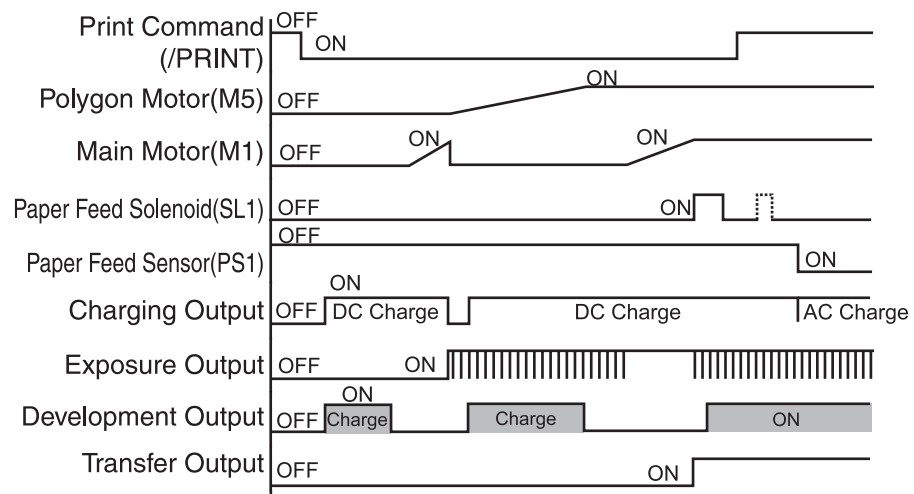 Print Command OFF
(/PRINT) ON
Polygon Motor(M5) OFF ON
Main Motor(M1) OFF ON ON
Paper Feed Solenoid(SL1) OFF ON
OFF
Paper Feed Sensor(PS1) ON
ON
Charging Output OFF DC Charge DC Charge AC Charge
Exposure Output OFF ON
ON
Development Output OFF Charge Charge ON
Transfer Output OFF ON